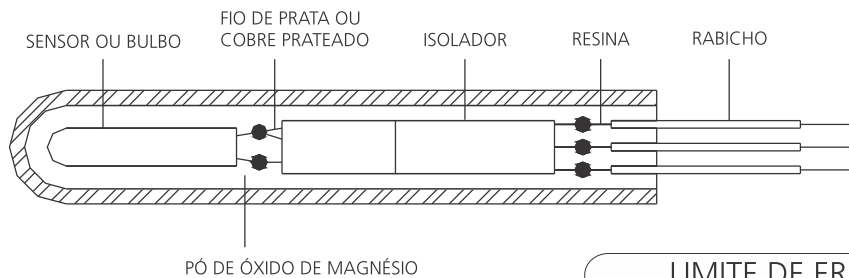 SENSOR OU BULBO
FIO DE PRATA OU
COBRE PRATEADO
ISOLADOR
RESINA
RABICHO
PÓ DE ÓXIDO DE MAGNÉSIO
LIMITE DE